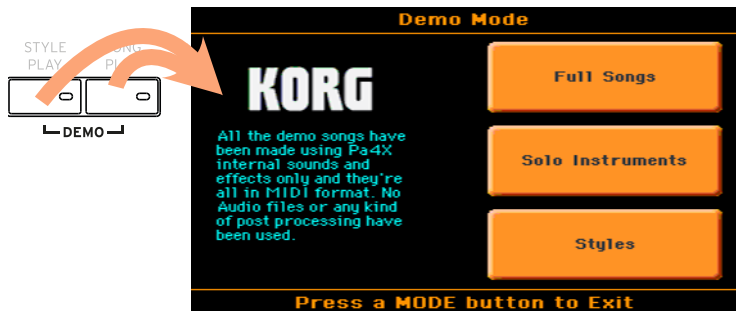 STYLE
PLAY
DEMO
Demo Mode
KORG
All the demo songs have
been made using Pa4X
internal sounds and
effects only and they're
all in MIDI format. No
Audio files or any kind
of post processing have
been used.
Full Songs
Solo Instruments
Styles
Press a MODE button to Exit